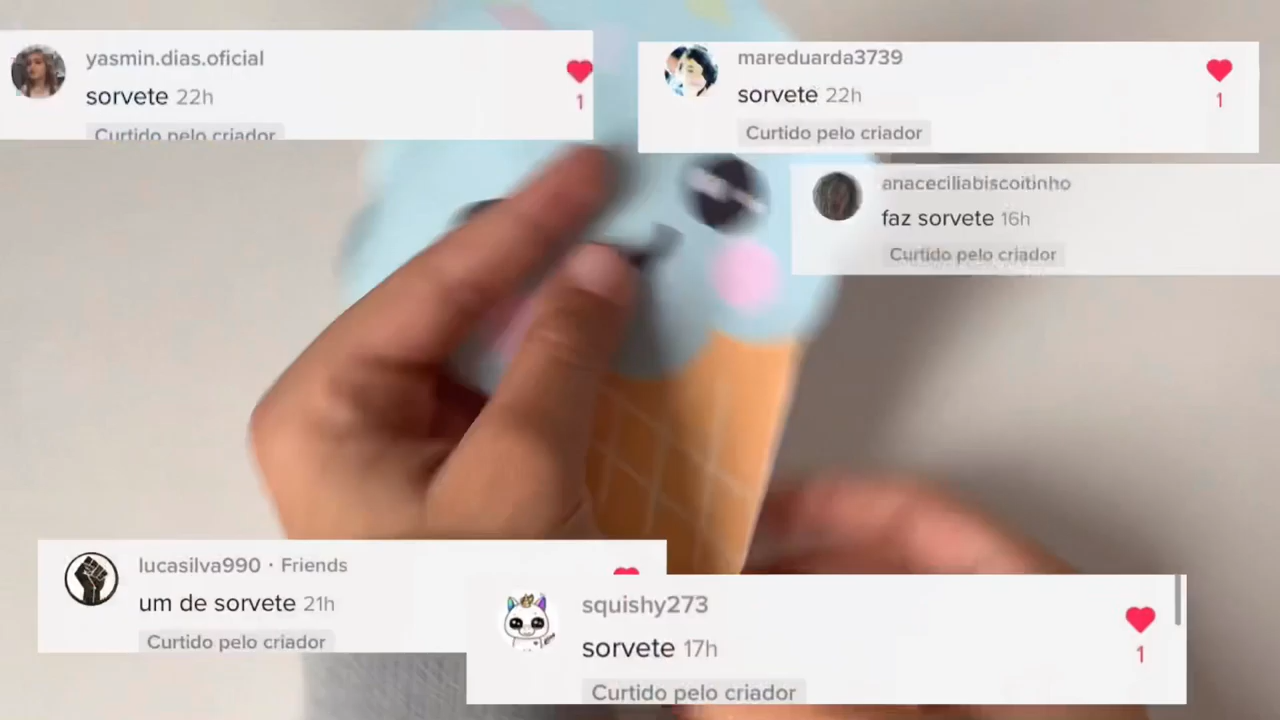 yasmin.dias.oficial
sorvete 22h
1
Curtido pelo criador
mareduarda3739
sorvete 22h
1
Curtido pelo criador
anaceciliabiscoitinho
faz sorvete 16h
Curtido pelo criador
lucasilva990 · Friends
um de sorvete 21h
Curtido pelo criador
squishy273
sorvete 17h
1
Curtido pelo criador